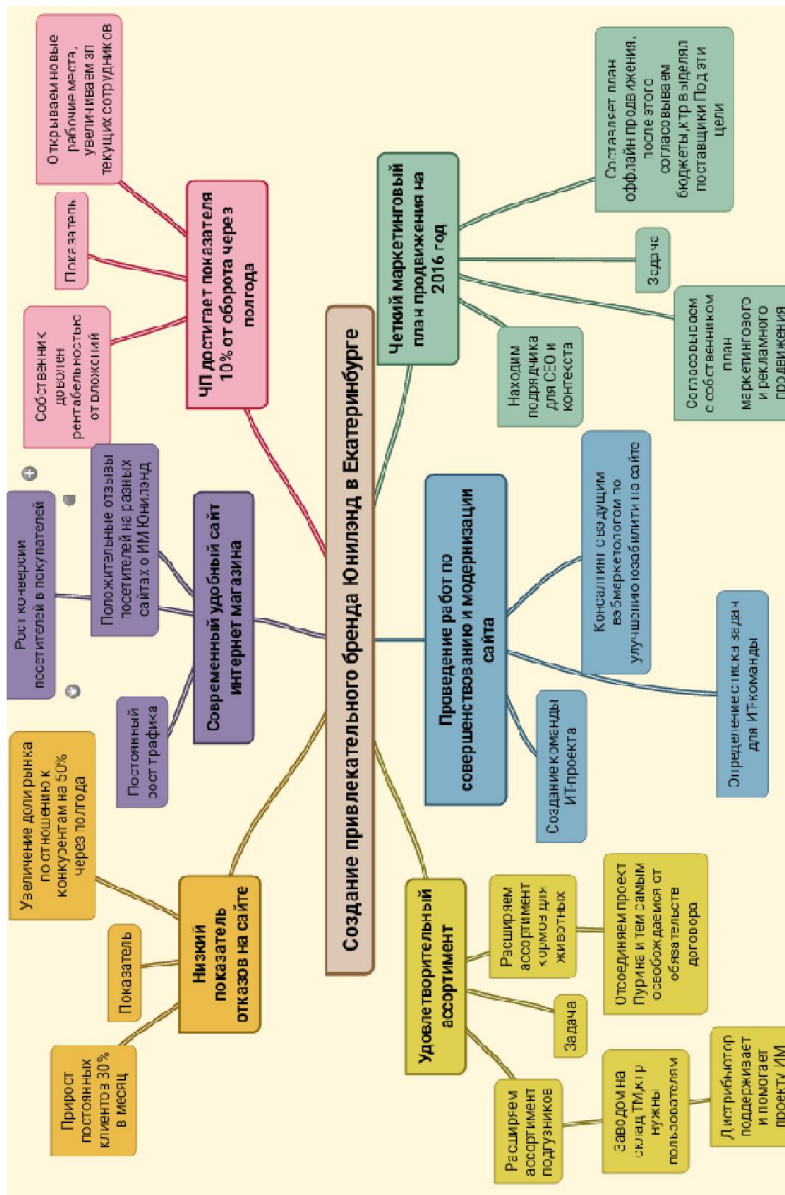 Увеличение доли рынка
по отношению к
конкурентам на 50%
через полгода
Показатель
Прирост
постоянных
клиентов 30%
в месяц
Низкий
показатель
отказов на сайте
Рост конверсии
посетителей в покупателей
Положительные отзывы
посетителей на разных
сайтах о ИМ Юнилэнд
Постоянный
рост трафика
Современный удобный сайт
интернет магазина
Открываем новые
рабочие места,
увеличиваем зп
текущих сотрудников
Показатель
Собственник
доволен
рентабельностью
от вложений
ЧП достигает показателя
10% от оборота через
полгода
Создание привлекательного бренда Юнилэнд в Екатеринбурге
Удовлетворительный
ассортимент
Расширяем
ассортимент
подгузников
Заводом на
склад ТМ,ктр
нужны
пользователям
Дистрибьютор
поддерживает
и помогает
проекту ИМ
Задача
Расширяем
ассортимент
кормов для
животных
Отсоединяем проект
Пурина и тем самым
освобождаемся от
обязательств
договора
Проведение работ по
совершенствованию и модернизации
сайта
Создание команды
ИТ-проекта
Определение списка задач
для ИТ-команды
Консалтинг с ведущим
вэбмаркетологом по
улучшению юзабилити на сайте
Четкий маркетинговый
план продвижения на
2016 год
Находим
подрядчика
для СЕО и
контекста
Согласовываем
с собственником
план
маркетингового
и рекламного
продвижения
Задача
Составляет план
оффлайн продвижения.
после этого
согласовываем
бюджеты,ктр выделял
поставщики Под эти
цели